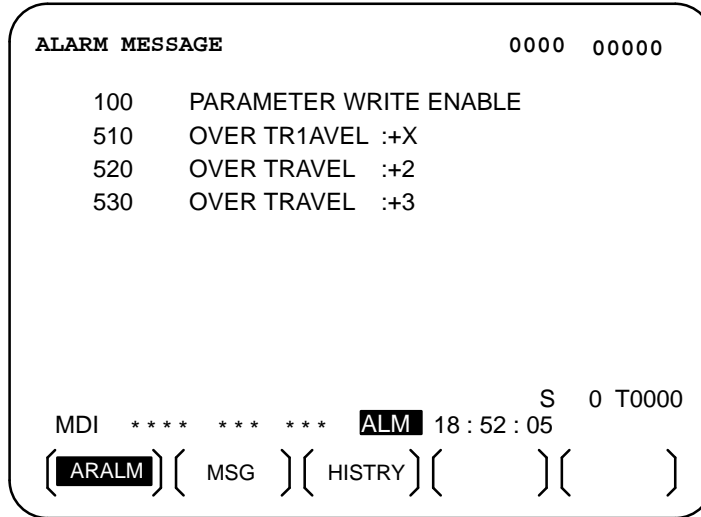 ALARM MESSAGE 0000 00000
100 PARAMETER WRITE ENABLE
510 OVER TR1AVEL :+X
520 OVER TRAVEL :+2
530 OVER TRAVEL :+3
S 0 T0000
MDI **** *** *** ALM 18 : 52 : 05
[ ARALM ] [ MSG ] [ HISTRY ] [ ] [ ]